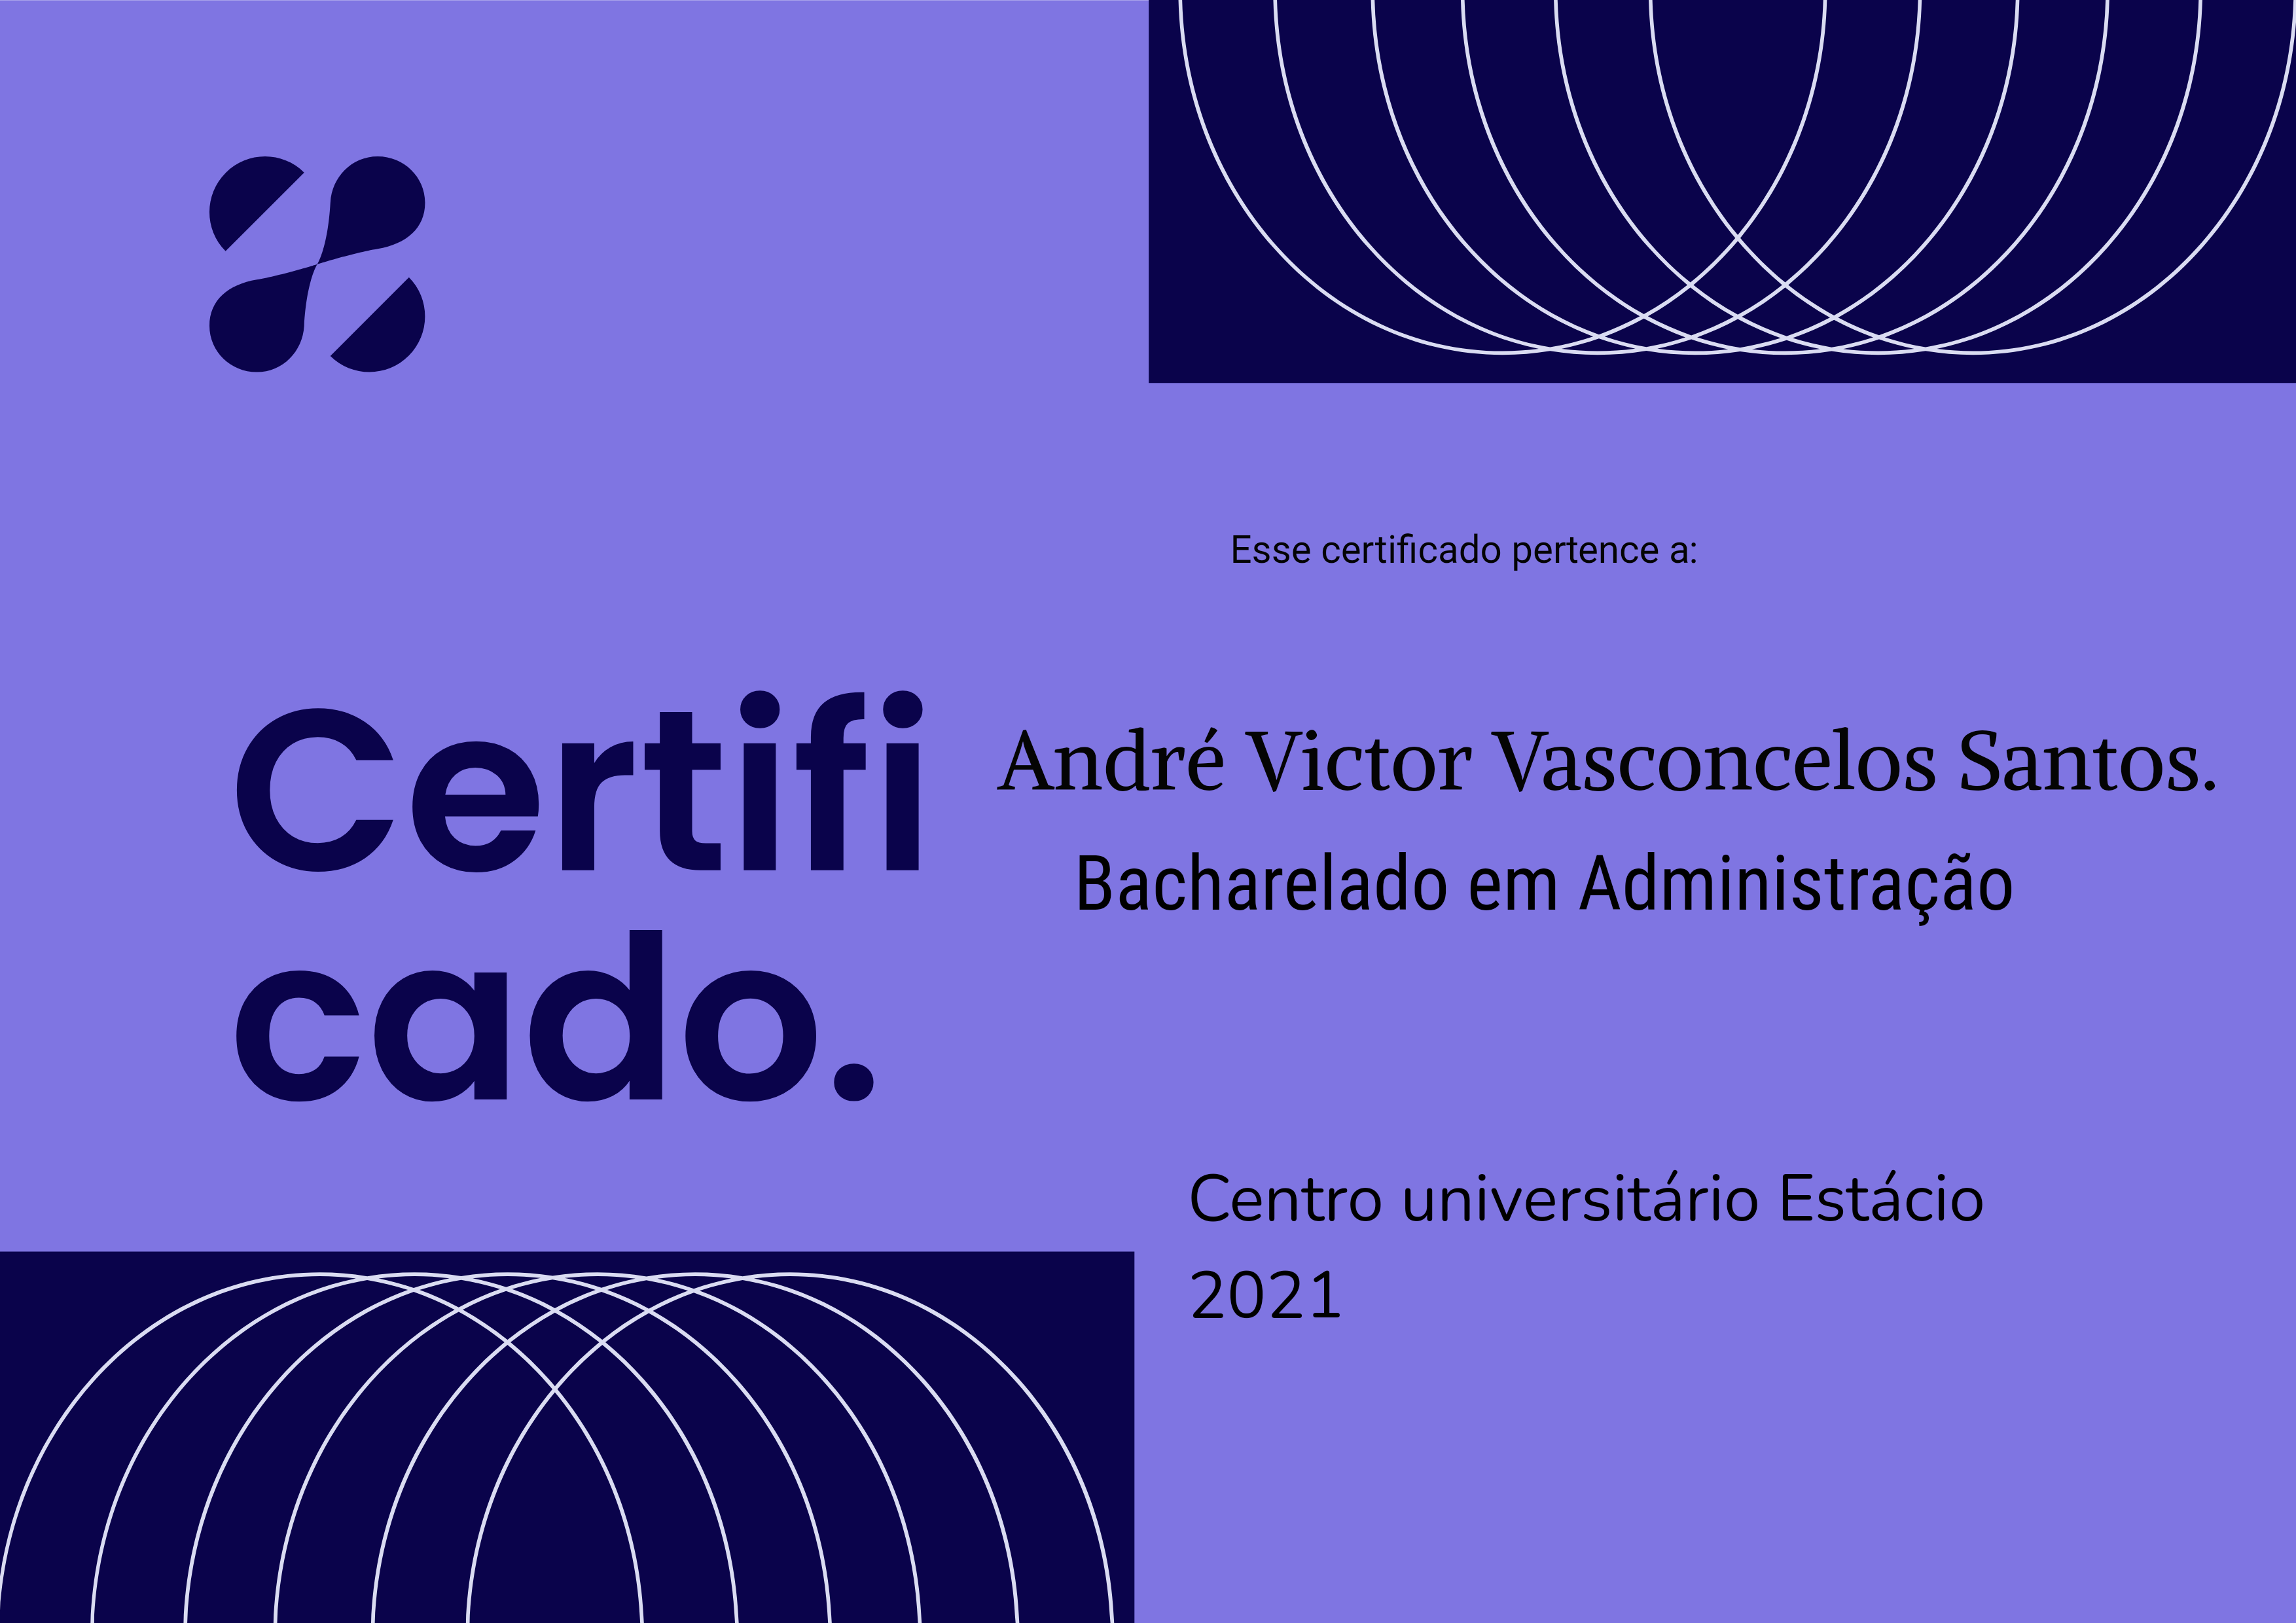 Esse certificado pertence a:
Certifi
cado.
André Victor Vasconcelos Santos.
Bacharelado em Administração
Centro universitário Estácio
2021